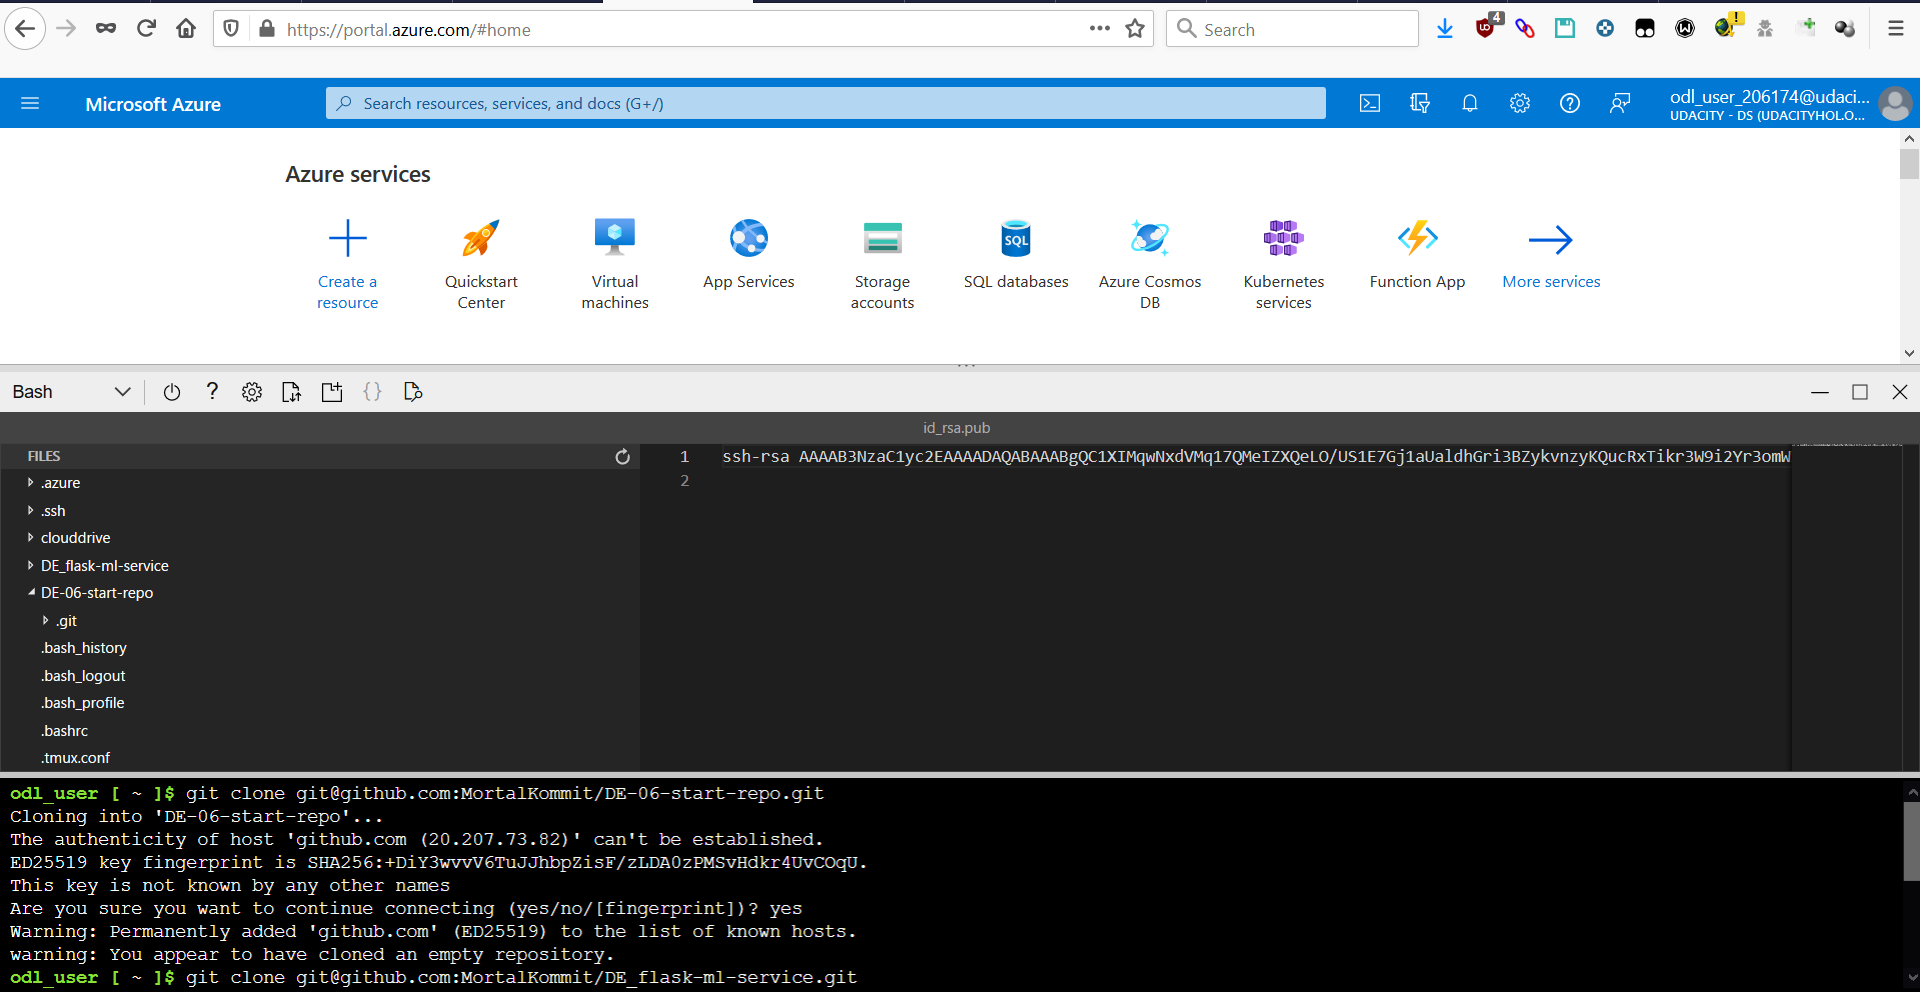 https://portal.azure.com/#home
Search
4
!
Microsoft Azure
Search resources, services, and docs (G+/)
odl_user_206174@udaci...
UDACITY - DS (UDACITYHOL.O...
Azure services
Create a resource
Quickstart Center
Virtual machines
App Services
Storage accounts
SQL
SQL databases
Azure Cosmos DB
Kubernetes services
Function App
More services
Bash
id_rsa.pub
FILES
.azure
.ssh
clouddrive
DE_flask-ml-service
DE-06-start-repo
.git
.bash_history
.bash_logout
.bash_profile
.bashrc
.tmux.conf
1 ssh-rsa AAAAB3NzaC1yc2EAAAADAQABAAABgQC1XIMqwNxdVMq17QMeIZXQeLO/US1E7Gj1aUaldhGri3BZykvnzyKQucRxTikr3W9i2Yr3omW
2
odl_user [ ~ ]$ git clone git@github.com:MortalKommit/DE-06-start-repo.git
Cloning into 'DE-06-start-repo'...
The authenticity of host 'github.com (20.207.73.82)' can't be established.
ED25519 key fingerprint is SHA256:+DiY3wvvV6TuJJhbpZisF/zLDA0zPMSvHdkr4UvCOqU.
This key is not known by any other names
Are you sure you want to continue connecting (yes/no/[fingerprint])? yes
Warning: Permanently added 'github.com' (ED25519) to the list of known hosts.
warning: You appear to have cloned an empty repository.
odl_user [ ~ ]$ git clone git@github.com:MortalKommit/DE_flask-ml-service.git